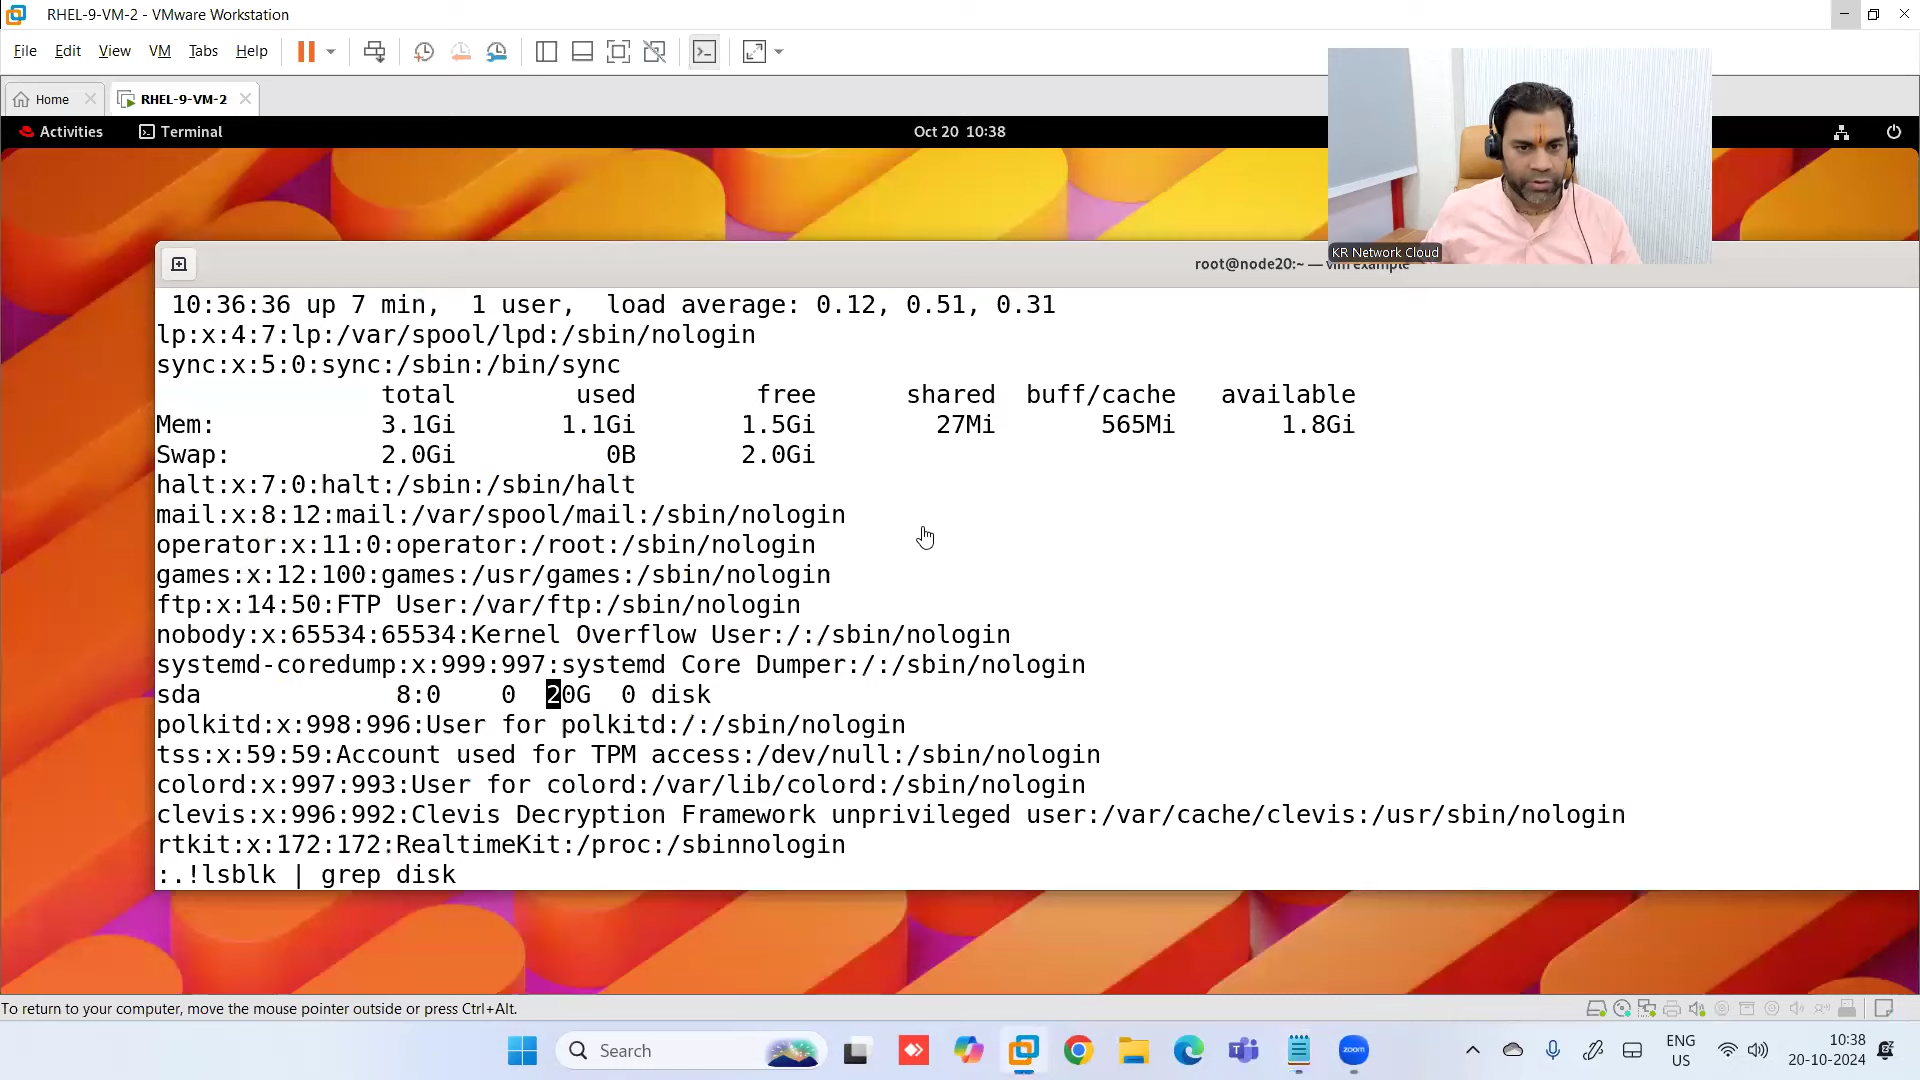 RHEL-9-VM-2 - VMware Workstation
File Edit View VM Tabs Help
Home RHEL-9-VM-2
Activities Terminal Oct 20 10:38
KR Network Cloud
root@node20:~ — vim example
10:36:36 up 7 min,  1 user,  load average: 0.12, 0.51, 0.31
lp:x:4:7:lp:/var/spool/lpd:/sbin/nologin
sync:x:5:0:sync:/sbin:/bin/sync
total used free shared buff/cache available
Mem: 3.1Gi 1.1Gi 1.5Gi 27Mi 565Mi 1.8Gi
Swap: 2.0Gi 0B 2.0Gi
halt:x:7:0:halt:/sbin:/sbin/halt
mail:x:8:12:mail:/var/spool/mail:/sbin/nologin
operator:x:11:0:operator:/root:/sbin/nologin
games:x:12:100:games:/usr/games:/sbin/nologin
ftp:x:14:50:FTP User:/var/ftp:/sbin/nologin
nobody:x:65534:65534:Kernel Overflow User:/:/sbin/nologin
systemd-coredump:x:999:997:systemd Core Dumper:/:/sbin/nologin
sda 8:0 0 20G 0 disk
polkitd:x:998:996:User for polkitd:/:/sbin/nologin
tss:x:59:59:Account used for TPM access:/dev/null:/sbin/nologin
colord:x:997:993:User for colord:/var/lib/colord:/sbin/nologin
clevis:x:996:992:Clevis Decryption Framework unprivileged user:/var/cache/clevis:/usr/sbin/nologin
rtkit:x:172:172:RealtimeKit:/proc:/sbinnologin
:.!lsblk | grep disk
To return to your computer, move the mouse pointer outside or press Ctrl+Alt.
Search
zoom
ENG
US
10:38
20-10-2024